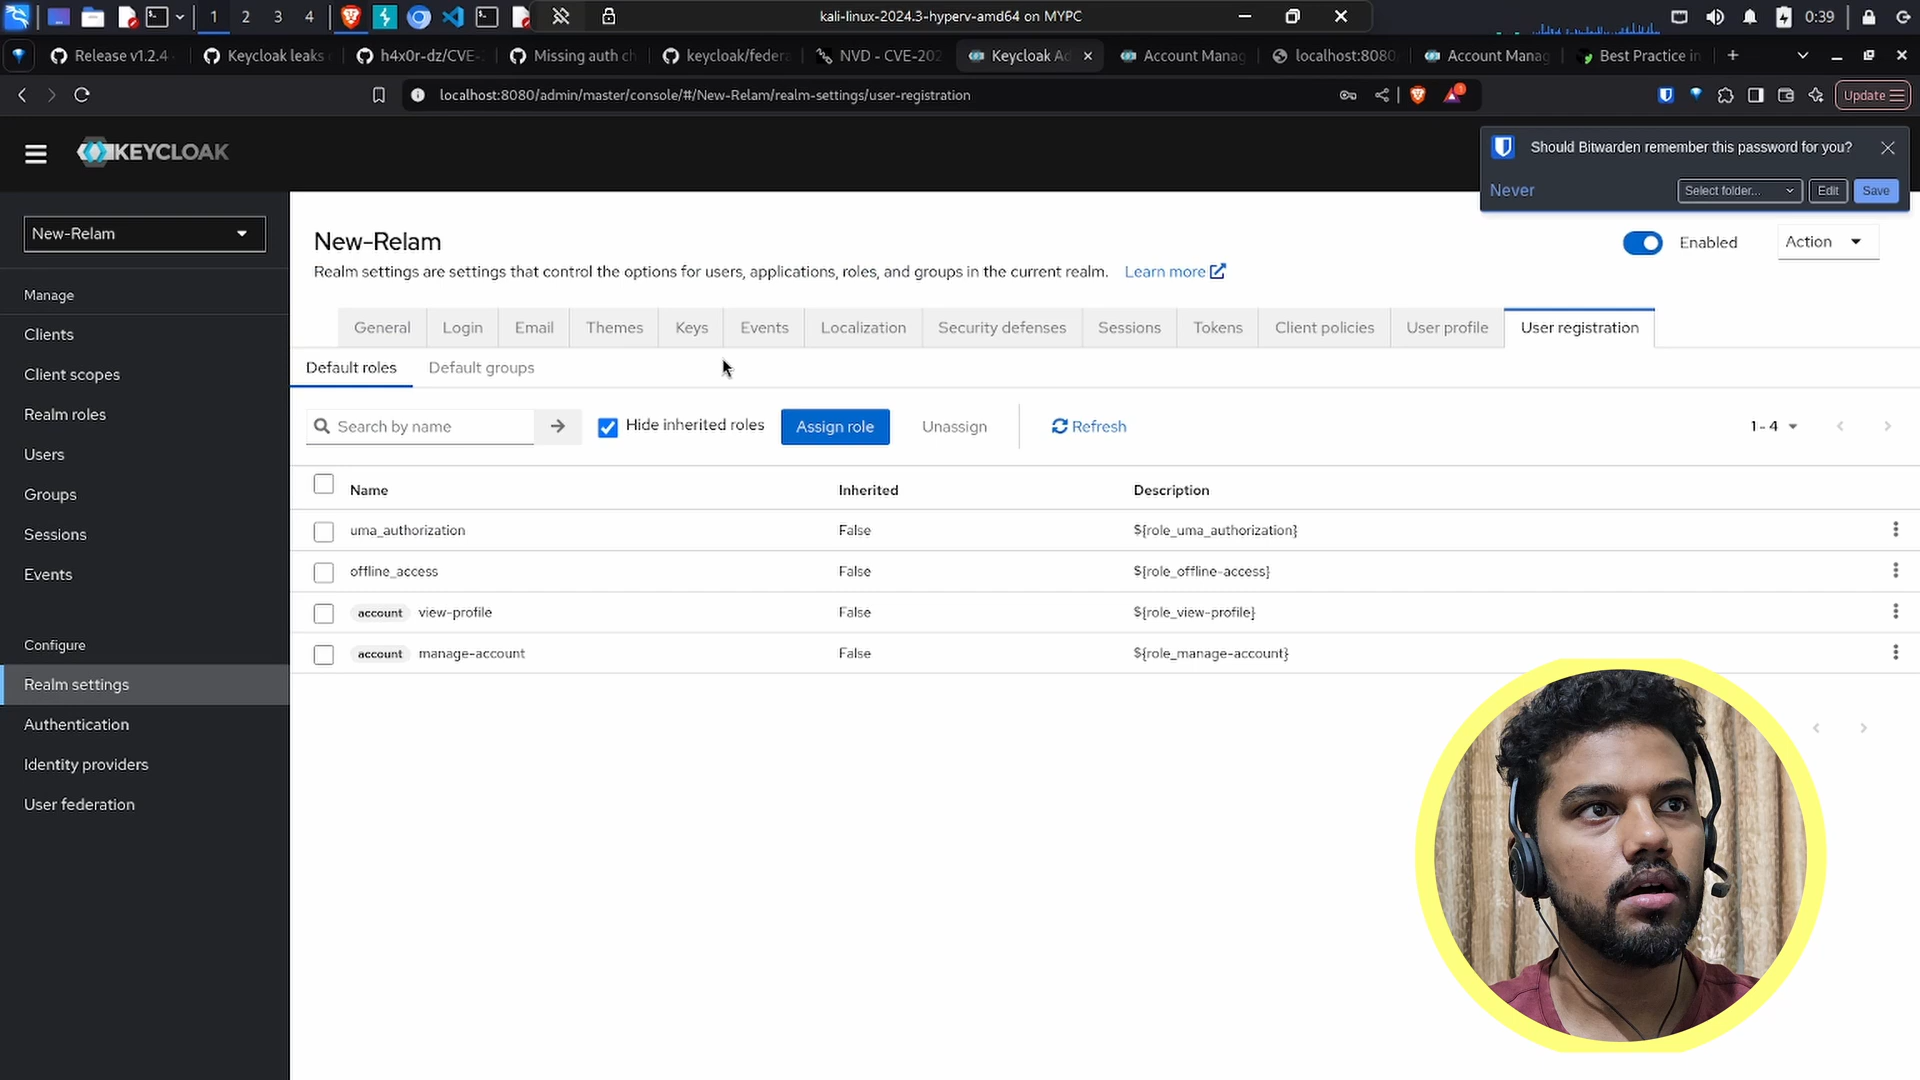 1 2 3 4
kali-linux-2024.3-hyperv-amd64 on MYPC
0:39
Release v1.2.4
Keycloak leaks
h4x0r-dz/CVE-2
Missing auth ch
keycloak/federa
NVD - CVE-202
Keycloak Ad
Account Manag
localhost:8080
Account Manag
Best Practice in
localhost:8080/admin/master/console/#/New-Relam/realm-settings/user-registration
1
Update
KEYCLOAK
Should Bitwarden remember this password for you?
Never
Select folder...
Edit
Save
New-Relam
Manage
Clients
Client scopes
Realm roles
Users
Groups
Sessions
Events
Configure
Realm settings
Authentication
Identity providers
User federation
New-Relam
Enabled
Action
Realm settings are settings that control the options for users, applications, roles, and groups in the current realm. Learn more
General Login Email Themes Keys Events Localization Security defenses Sessions Tokens Client policies User profile User registration
Default roles Default groups
Search by name
Hide inherited roles
Assign role
Unassign
Refresh
1 - 4
Name Inherited Description
uma_authorization False ${role_uma_authorization}
offline_access False ${role_offline-access}
account view-profile False ${role_view-profile}
account manage-account False ${role_manage-account}